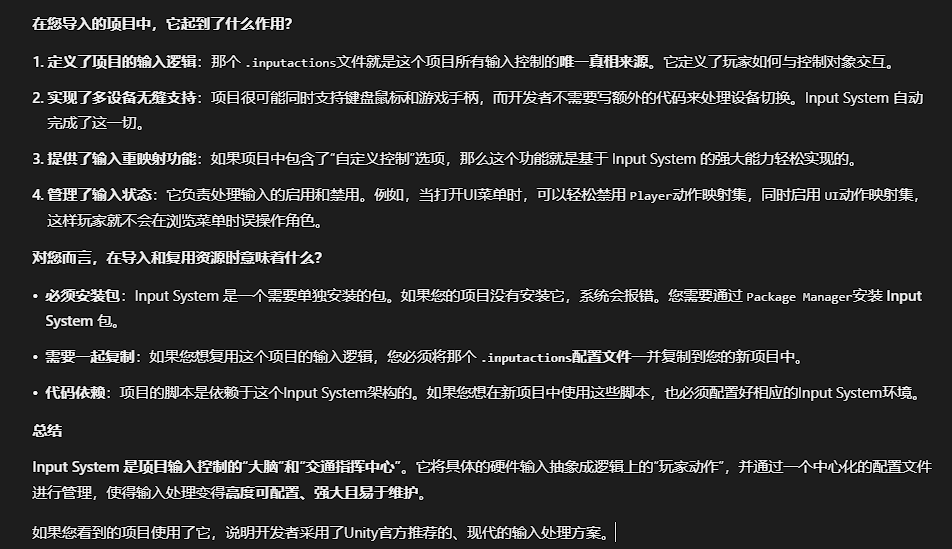 在您导入的项目中，它起到了什么作用？
1. 定义了项目的输入逻辑：那个 .inputactions文件就是这个项目所有输入控制的唯一真相来源。它定义了玩家如何与控制对象交互。
2. 实现了多设备无缝支持：项目很可能同时支持键盘鼠标和游戏手柄，而开发者不需要写额外的代码来处理设备切换。Input System 自动
完成了这一切。
3. 提供了输入重映射功能：如果项目中包含了“自定义控制”选项，那么这个功能就是基于 Input System 的强大能力轻松实现的。
4. 管理了输入状态：它负责处理输入的启用和禁用。例如，当打开UI菜单时，可以轻松禁用 Player动作映射集，同时启用 UI动作映射集，
这样玩家就不会在浏览菜单时误操作角色。
对您而言，在导入和复用资源时意味着什么？
• 必须安装包：Input System 是一个需要单独安装的包。如果您的项目没有安装它，系统会报错。您需要通过 Package Manager安装 Input
System 包。
• 需要一起复制：如果您想复用这个项目的输入逻辑，您必须将那个 .inputactions配置文件一并复制到您的新项目中。
• 代码依赖：项目的脚本是依赖于这个Input System架构的。如果您想在新项目中使用这些脚本，也必须配置好相应的Input System环境。
总结
Input System 是项目输入控制的“大脑”和“交通指挥中心”。它将具体的硬件输入抽象成逻辑上的“玩家动作”，并通过一个中心化的配置文件
进行管理，使得输入处理变得高度可配置、强大且易于维护。
如果您看到的项目使用了它，说明开发者采用了Unity官方推荐的、现代的输入处理方案。